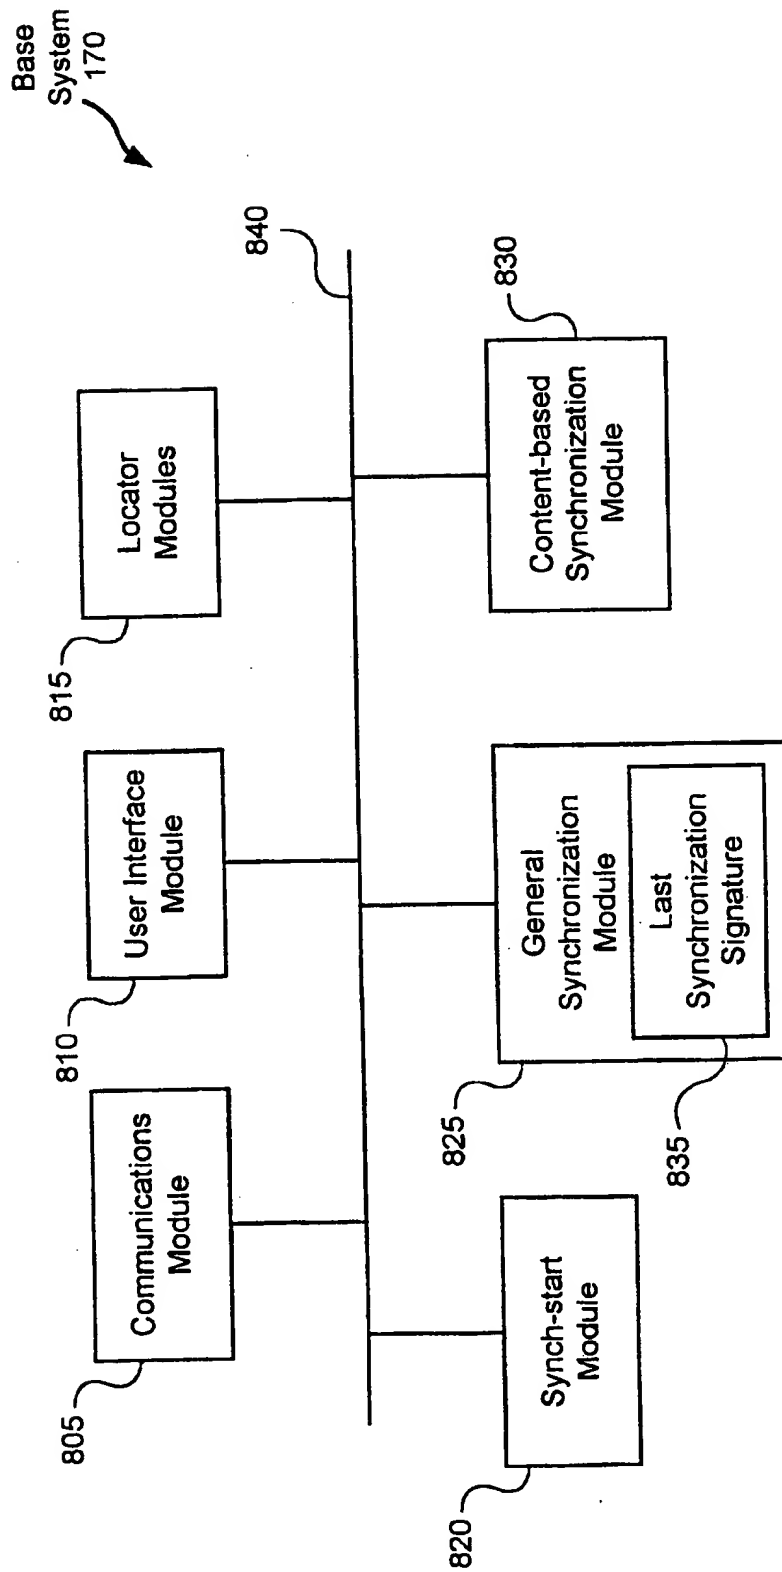 Base
System
170
805
Communications
Module
810
User Interface
Module
815
Locator
Modules
840
820
Synch-start
Module
825
General
Synchronization
Module
835
Last
Synchronization
Signature
830
Content-based
Synchronization
Module